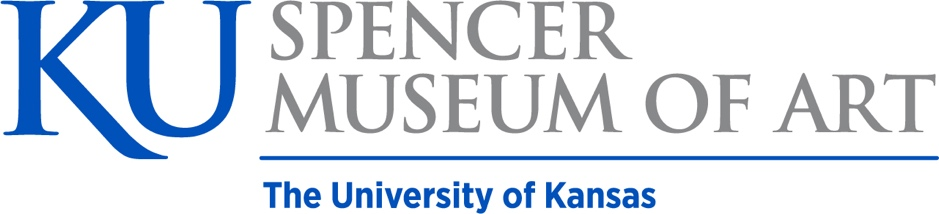 KU SPENCER
MUSEUM OF ART
The University of Kansas